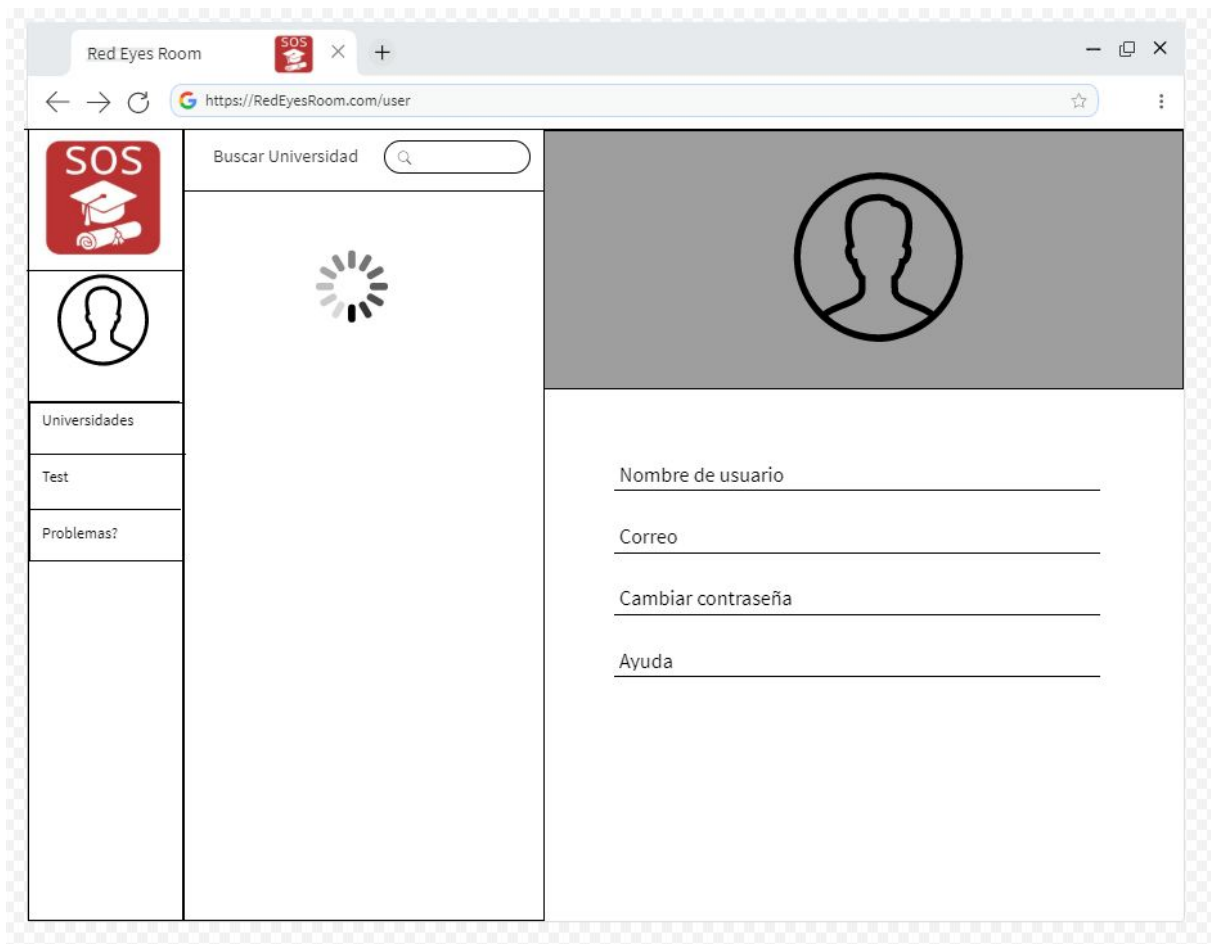 Red Eyes Room
SOS
https://RedEyesRoom.com/user
SOS
Buscar Universidad
Universidades
Test
Problemas?
Nombre de usuario
Correo
Cambiar contraseña
Ayuda